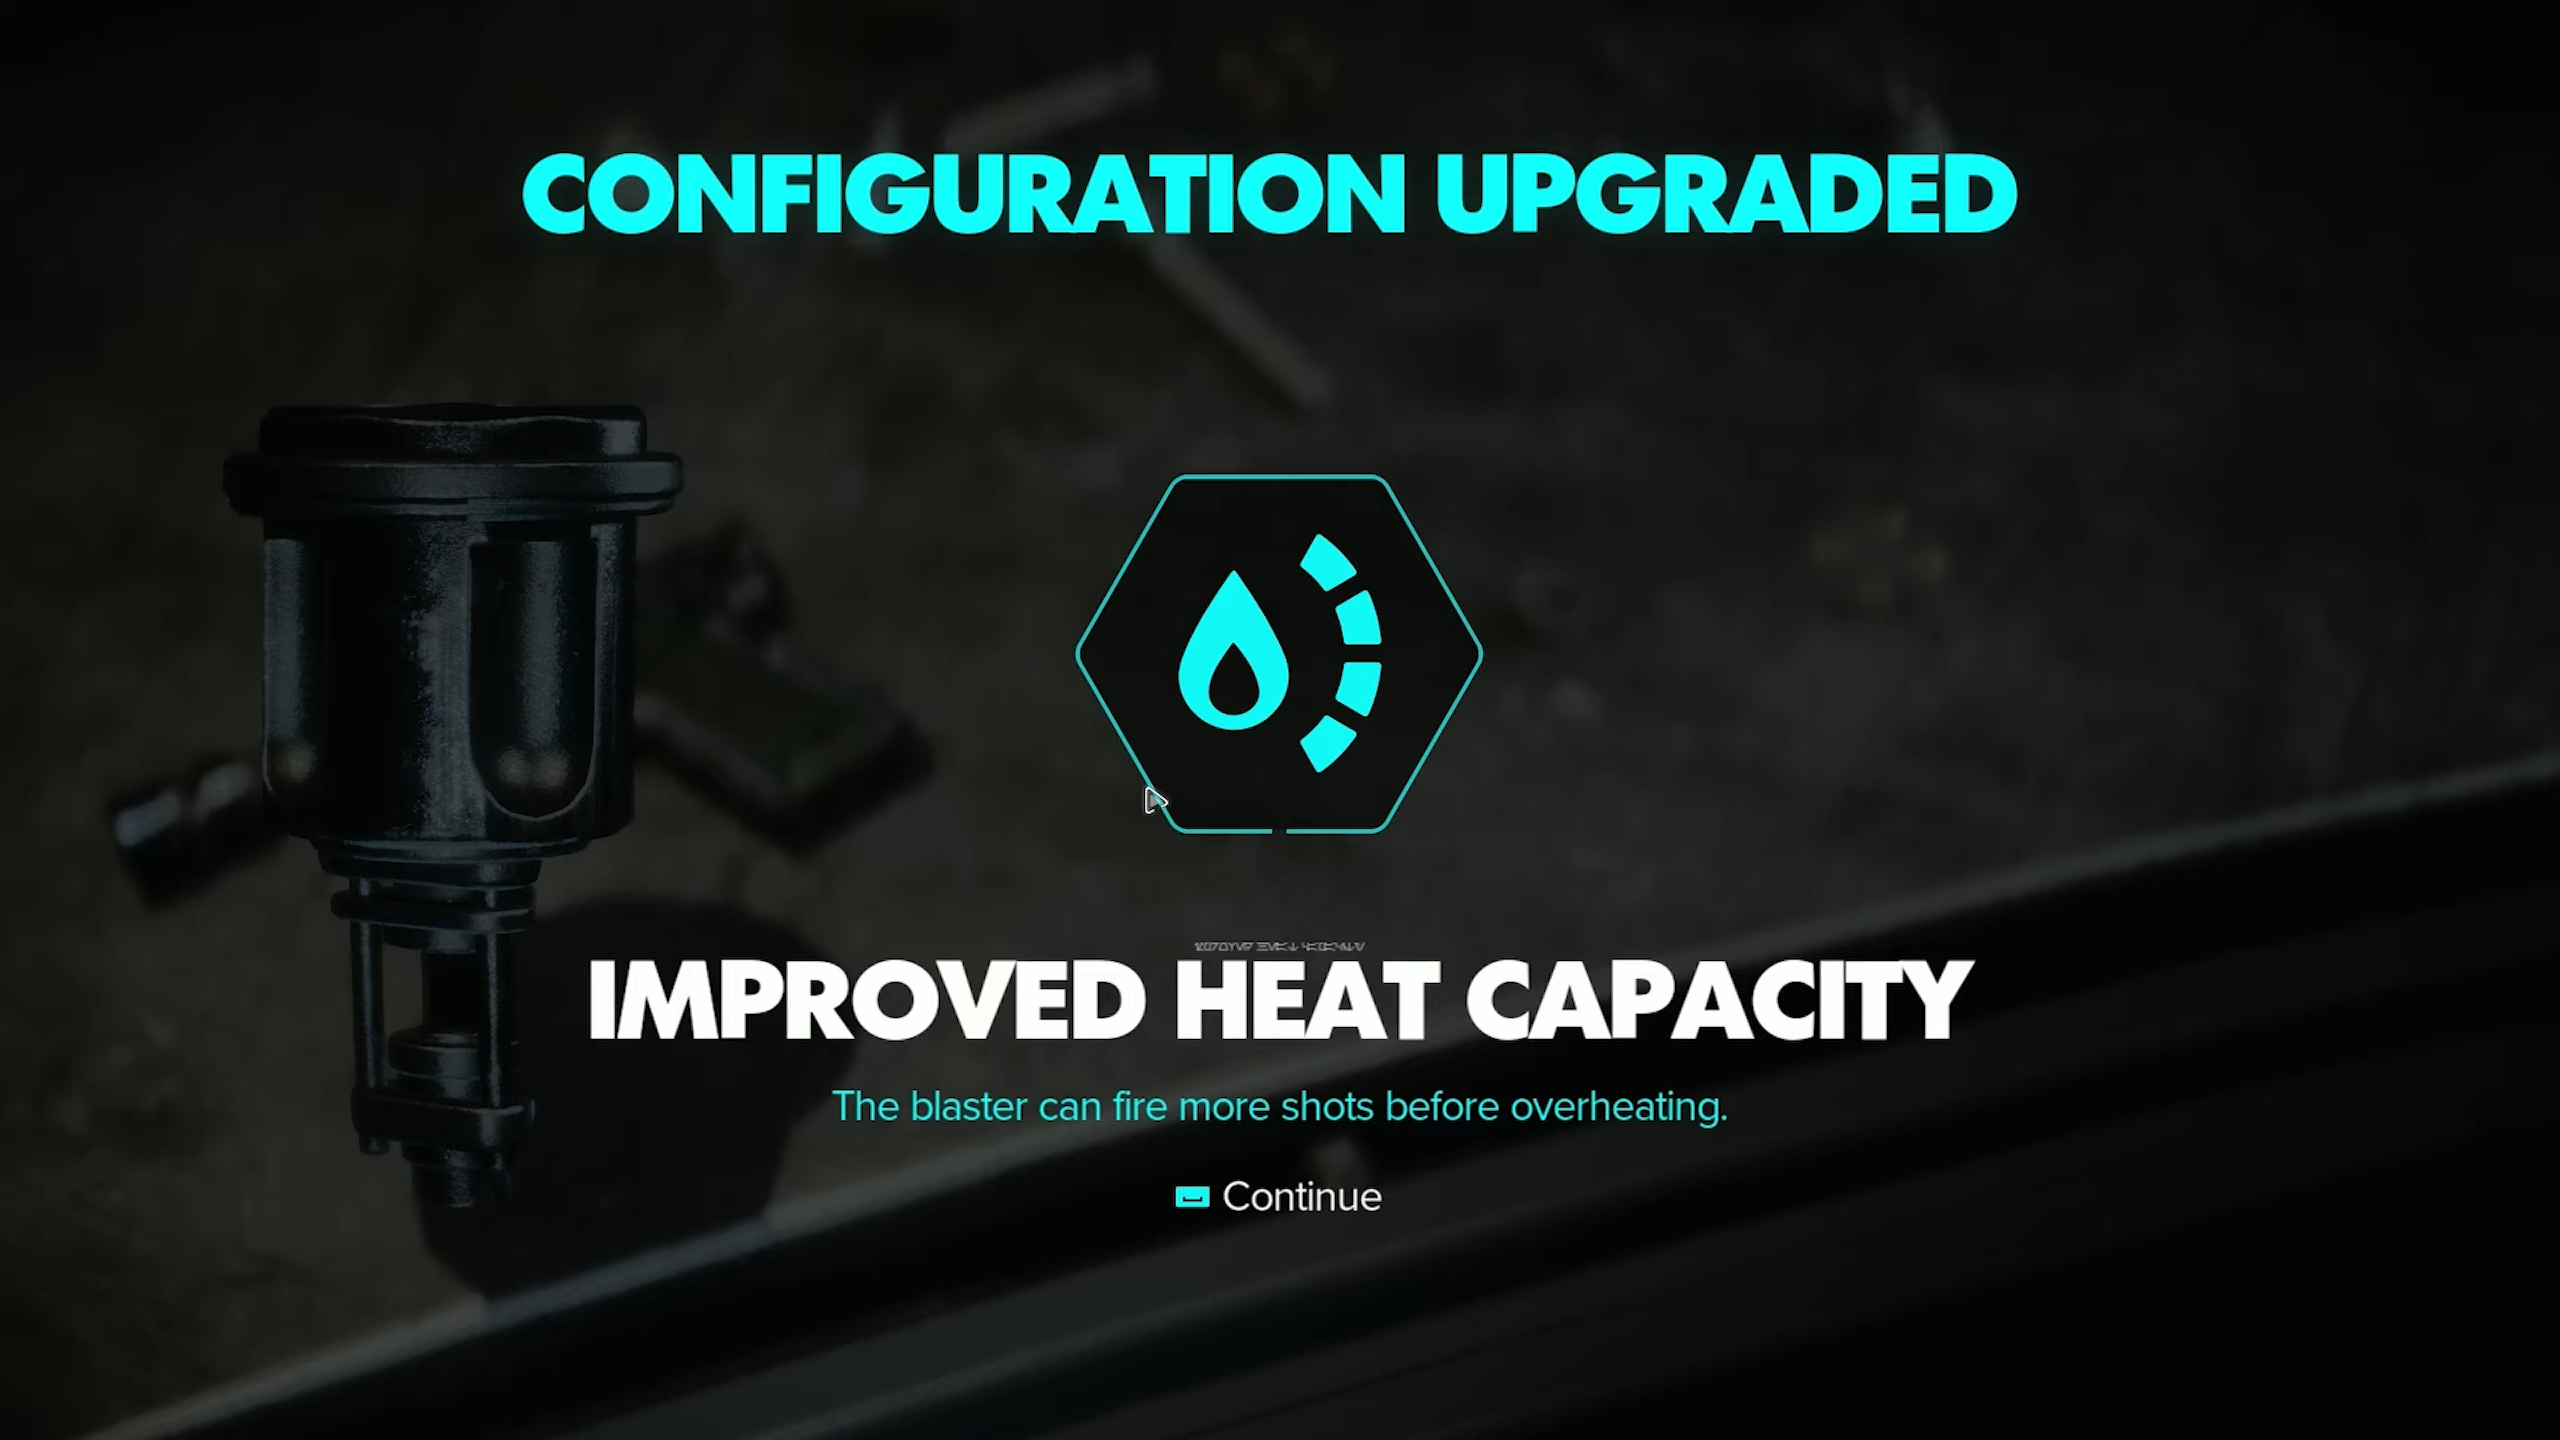 CONFIGURATION UPGRADED
IMPROVED HEAT CAPACITY
The blaster can fire more shots before overheating.
Continue